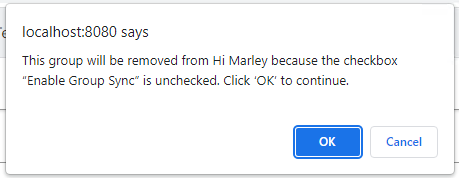 localhost:8080 says
This group will be removed from Hi Marley because the checkbox
“Enable Group Sync” is unchecked. Click ‘OK’ to continue.
OK Cancel